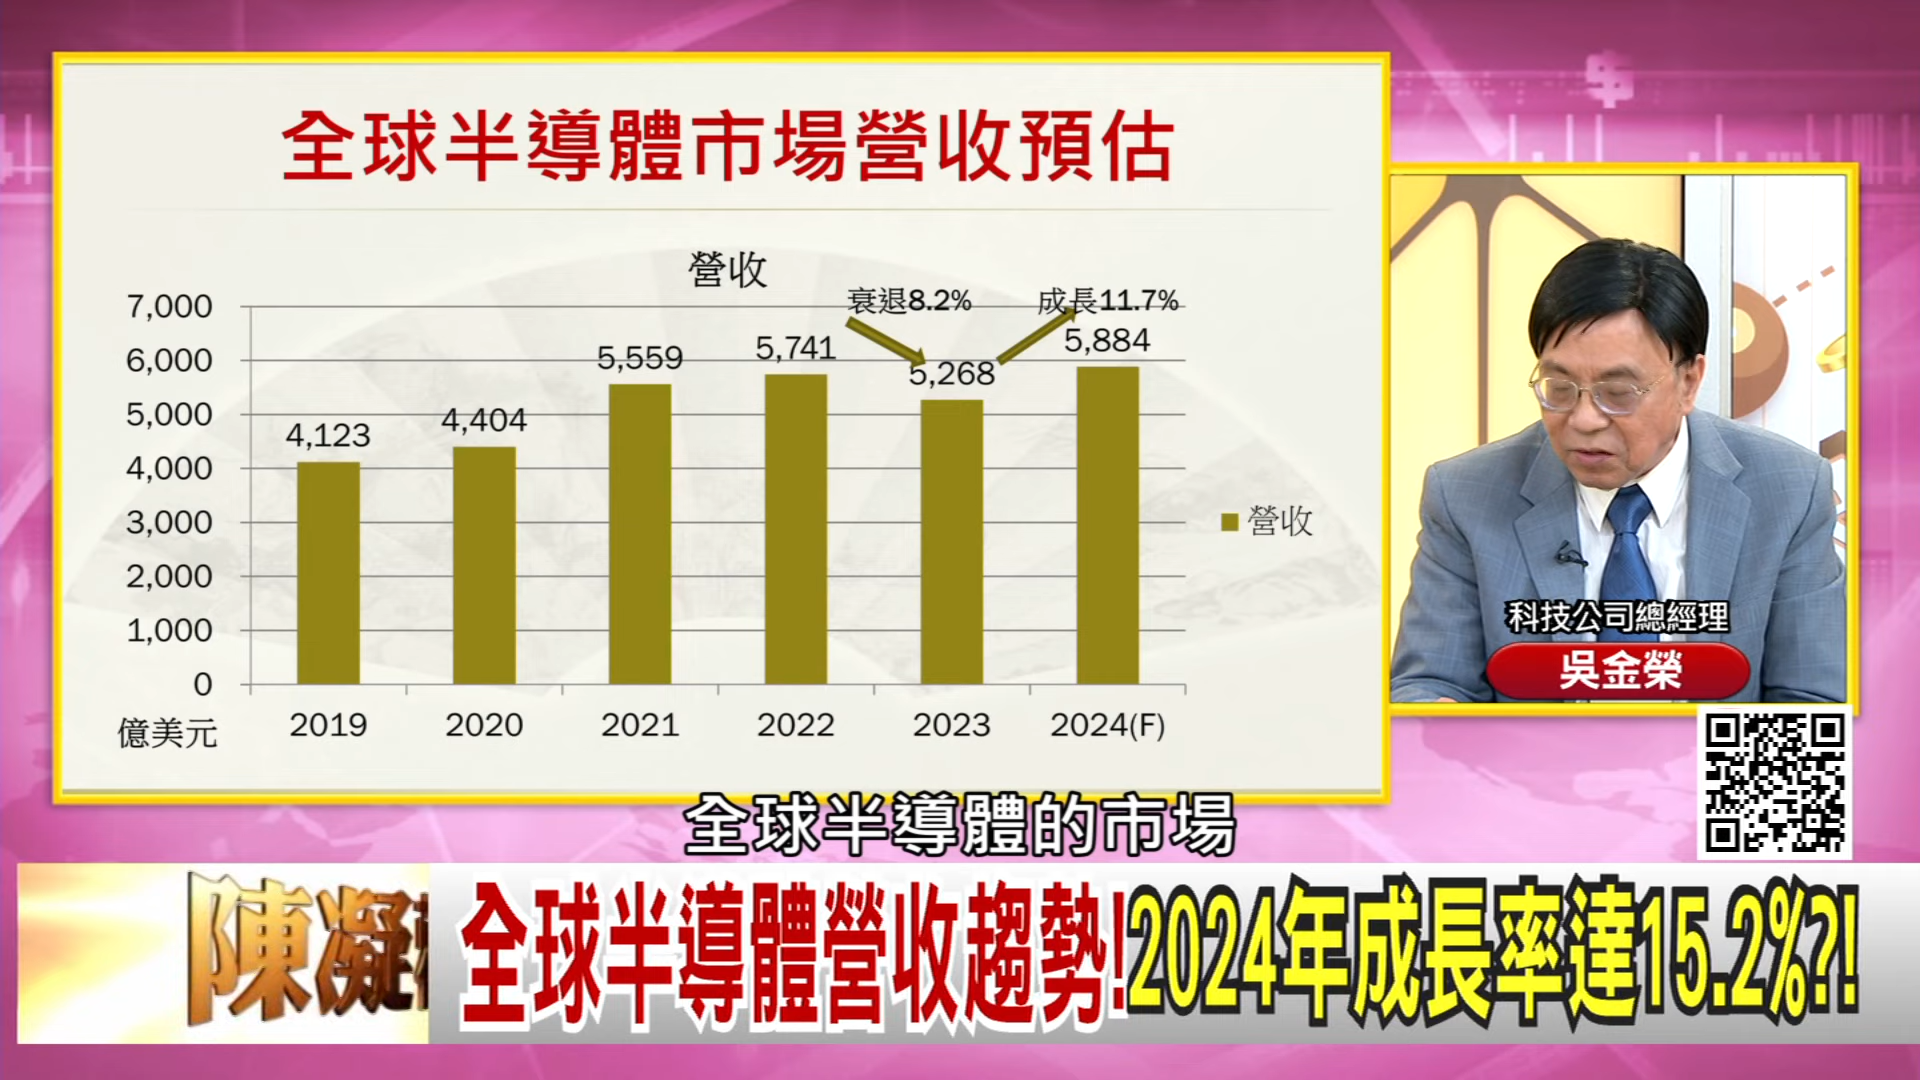 全球半導體市場營收預估
營收
衰退8.2%
成長11.7%
7,000
6,000
5,000
4,000
3,000
2,000
1,000
0
4,123
4,404
5,559
5,741
5,268
5,884
營收
億美元
2019
2020
2021
2022
2023
2024(F)
科技公司總經理
吳金榮
全球半導體的市場
陳凝
全球半導體營收趨勢!2024年成長率達15.2%?!